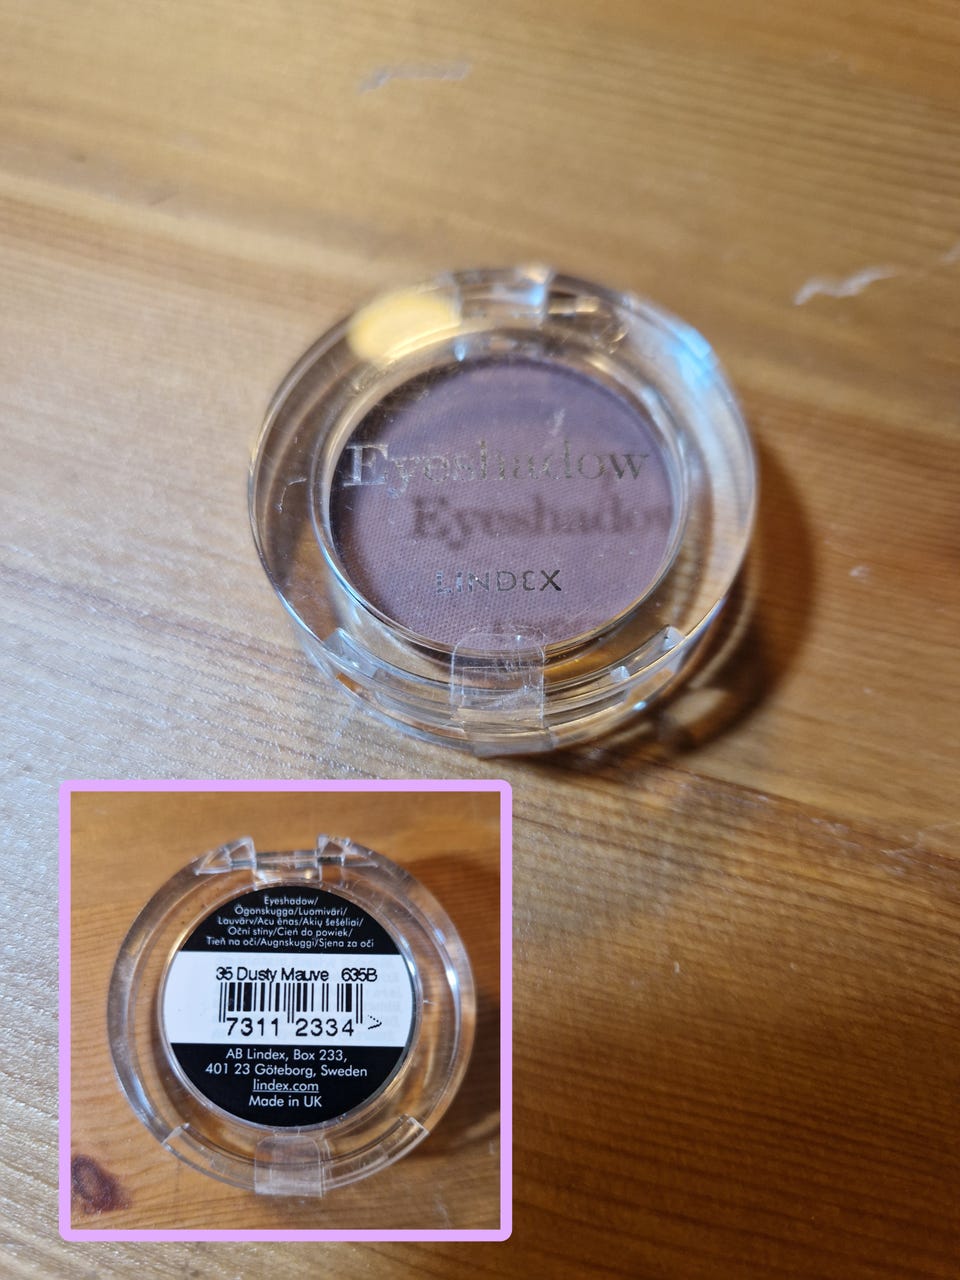 Eyeshadow
LINDEX
Eyeshadow/
Ögonskugga/Luomiväri/
Lauvärv/Acu ēnas/Akių šešėliai/
Oční stíny/Cień do powiek/
Tieň na oči/Augnskuggi/Sjena za oči
35 Dusty Mauve 635B
7311 2334 >
AB Lindex, Box 233,
401 23 Göteborg, Sweden
lindex.com
Made in UK